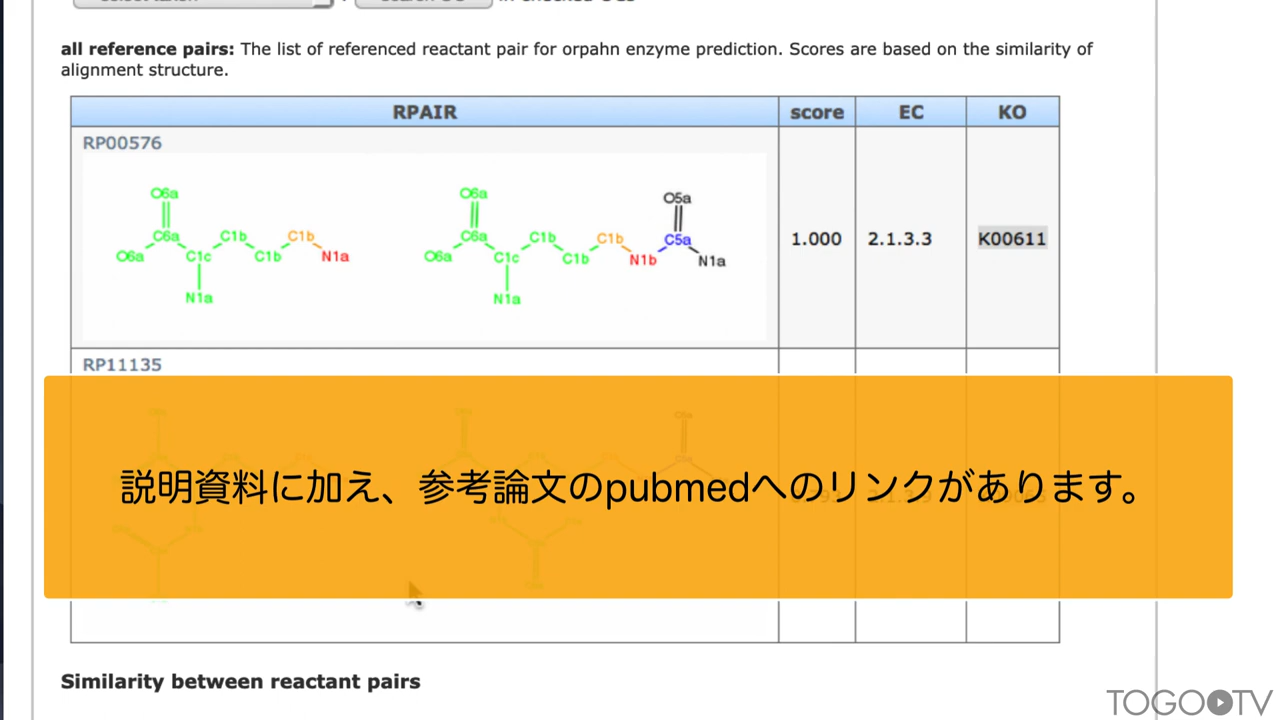 all reference pairs: The list of referenced reactant pair for orpahn enzyme prediction. Scores are based on the similarity of
alignment structure.
RPAIR score EC KO
RP00576
O6a O6a O5a
C6a C1b C1b C6a C1b C1b C5a
1.000 2.1.3.3 K00611
O6a C1c C1b N1a O6a C1c C1b N1b N1a
N1a N1a
RP11135
説明資料に加え、参考論文のpubmedへのリンクがあります。
Similarity between reactant pairs
TOGOTV